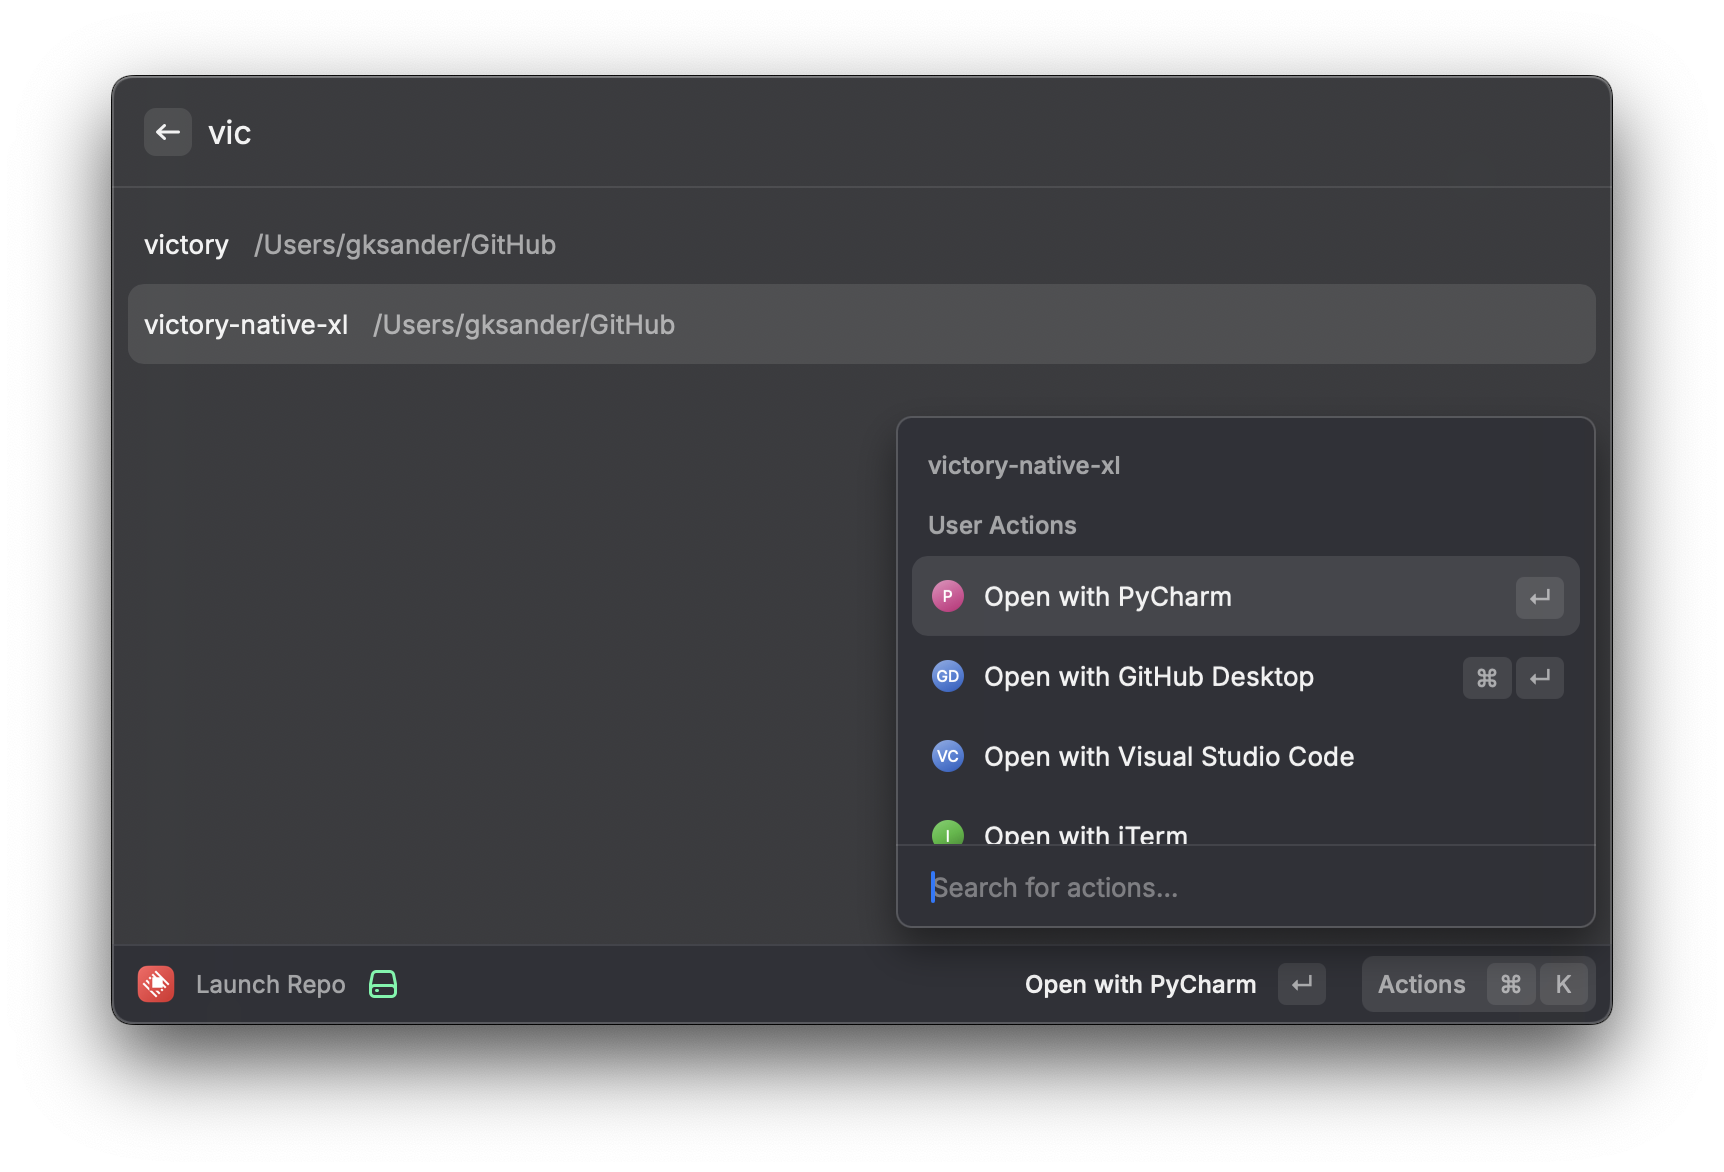 vic
victory /Users/gksander/GitHub
victory-native-xl /Users/gksander/GitHub
victory-native-xl
User Actions
P Open with PyCharm ↵
GD Open with GitHub Desktop ⌘ ↵
VC Open with Visual Studio Code
I Open with iTerm
Search for actions...
Launch Repo Open with PyCharm ↵ Actions ⌘ K